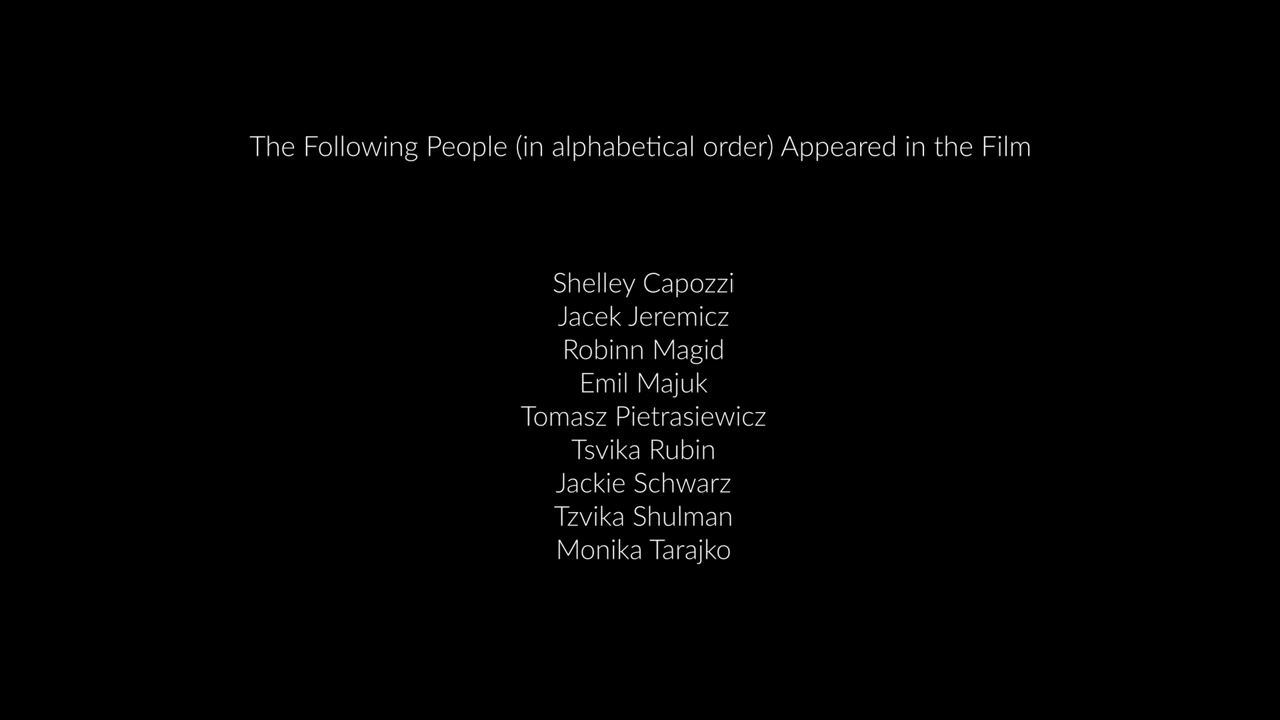 The Following People (in alphabetical order) Appeared in the Film
Shelley Capozzi
Jacek Jeremicz
Robinn Magid
Emil Majuk
Tomasz Pietrasiewicz
Tsvika Rubin
Jackie Schwarz
Tzvika Shulman
Monika Tarajko